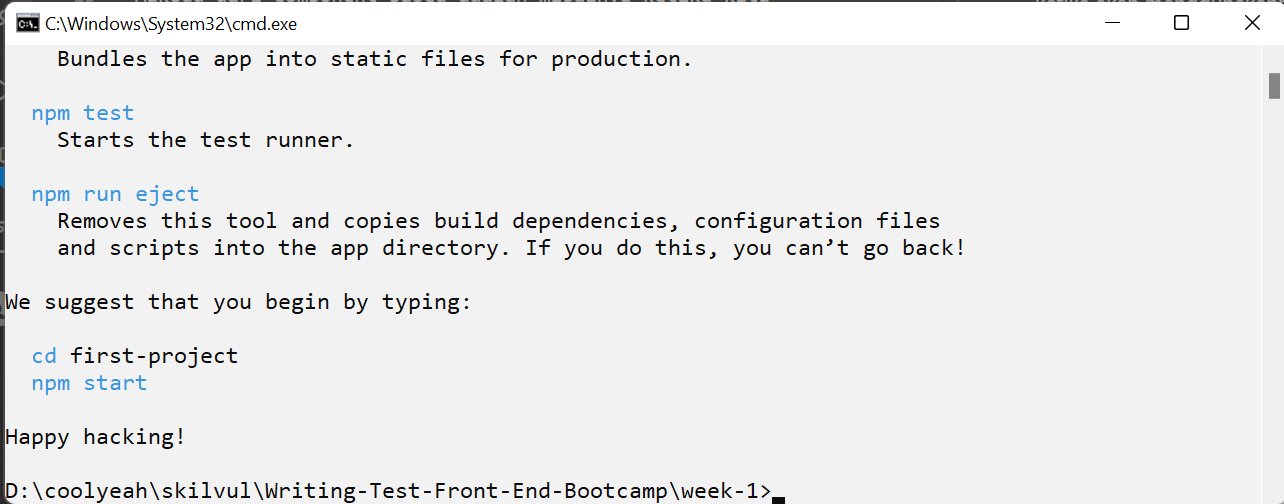 C:\Windows\System32\cmd.exe
Bundles the app into static files for production.
npm test
Starts the test runner.
npm run eject
Removes this tool and copies build dependencies, configuration files
and scripts into the app directory. If you do this, you can’t go back!
We suggest that you begin by typing:
cd first-project
npm start
Happy hacking!
D:\coolyeah\skilvul\Writing-Test-Front-End-Bootcamp\week-1>